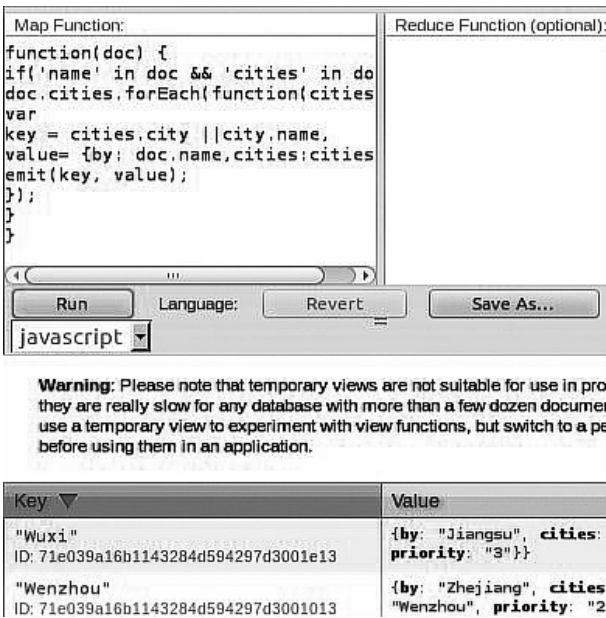 Map Function:
Reduce Function (optional):
function(doc) {
if('name' in doc && 'cities' in do
doc.cities.forEach(function(cities
var
key = cities.city ||city.name,
value= {by: doc.name,cities:cities
emit(key, value);
});
}
}
Run Language: Revert Save As...
javascript
Warning: Please note that temporary views are not suitable for use in pro
they are really slow for any database with more than a few dozen documen
use a temporary view to experiment with view functions, but switch to a pe
before using them in an application.
Key Value
"Wuxi"
ID: 71e039a16b1143284d594297d3001e13
{by: "Jiangsu", cities:
priority: "3"}}
"Wenzhou"
ID: 71e039a16b1143284d594297d3001013
{by: "Zhejiang", cities
"Wenzhou", priority: "2